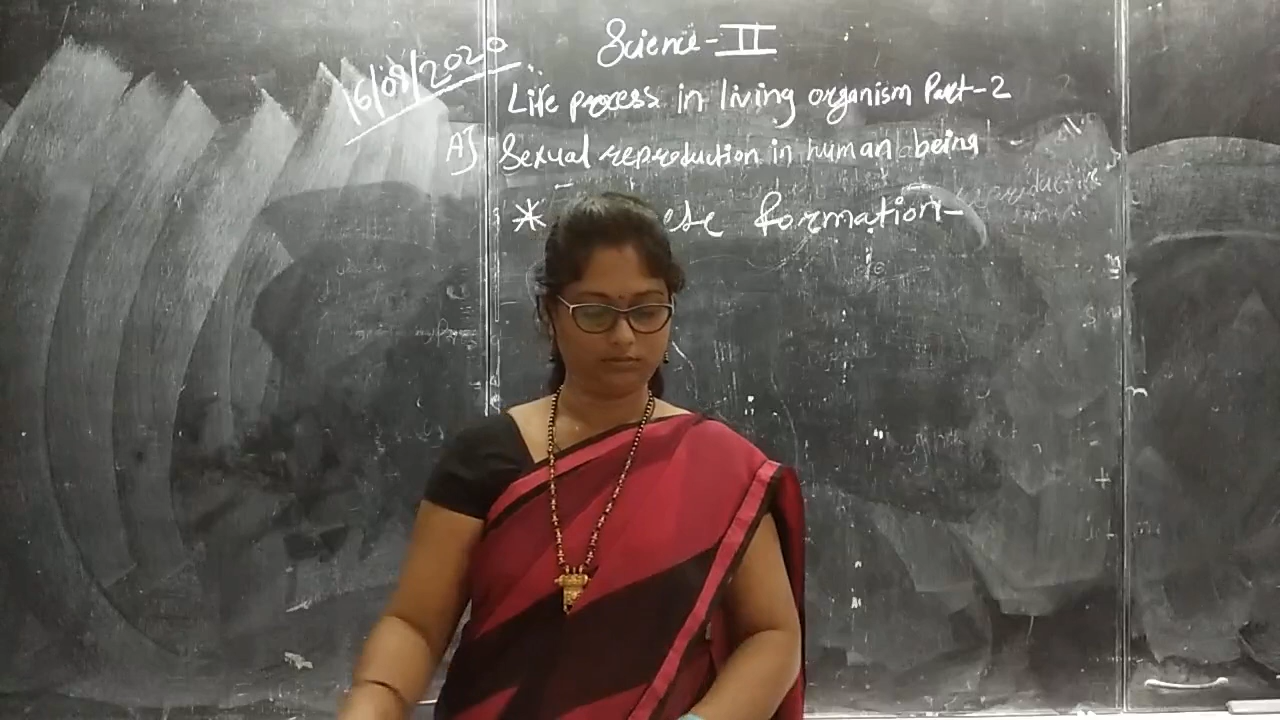 Science-II
16/09/2020
Life process in living organism Part-2
A] Sexual reproduction in human being
* formation-